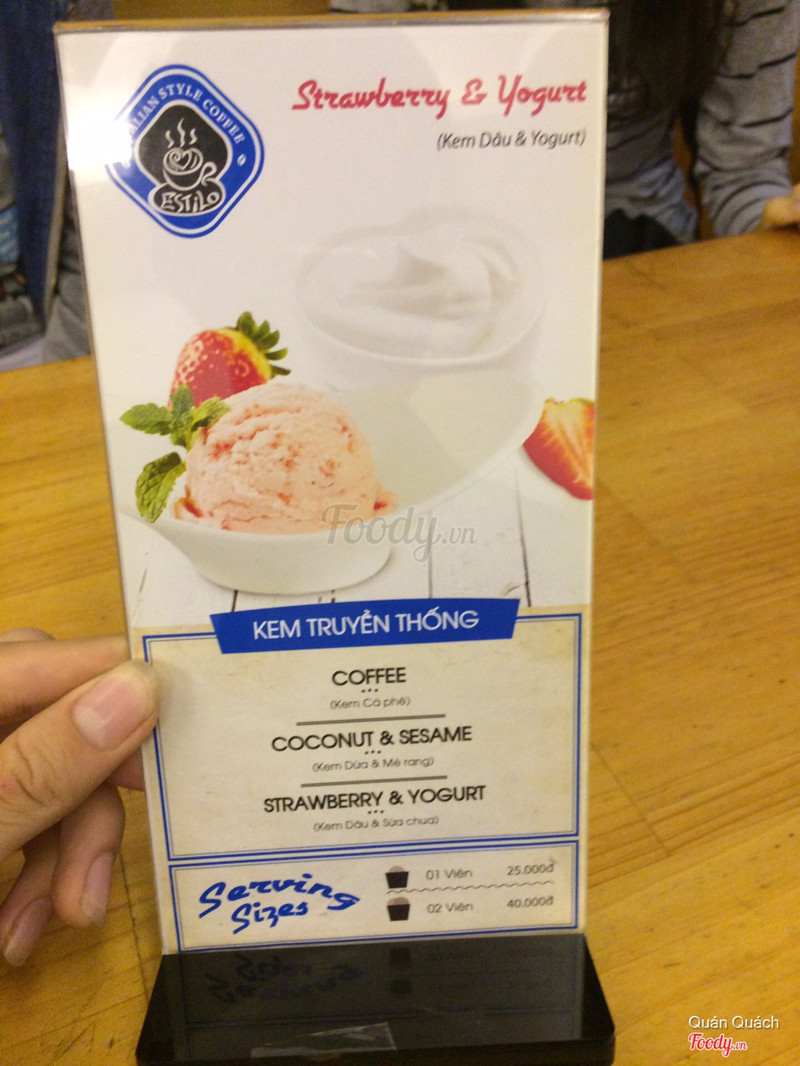 Strawberry & Yogurt
(Kem Dâu & Yogurt)
ITALIAN STYLE COFFEE
ESTILO
Foody.vn
KEM TRUYỀN THỐNG
COFFEE
(Kem Cà phê)
COCONUT & SESAME
(Kem Dừa & Mè rang)
STRAWBERRY & YOGURT
(Kem Dâu & Sữa chua)
Serving
Sizes
01 Viên 25.000đ
02 Viên 40.000đ
Quán Quách
Foody.vn